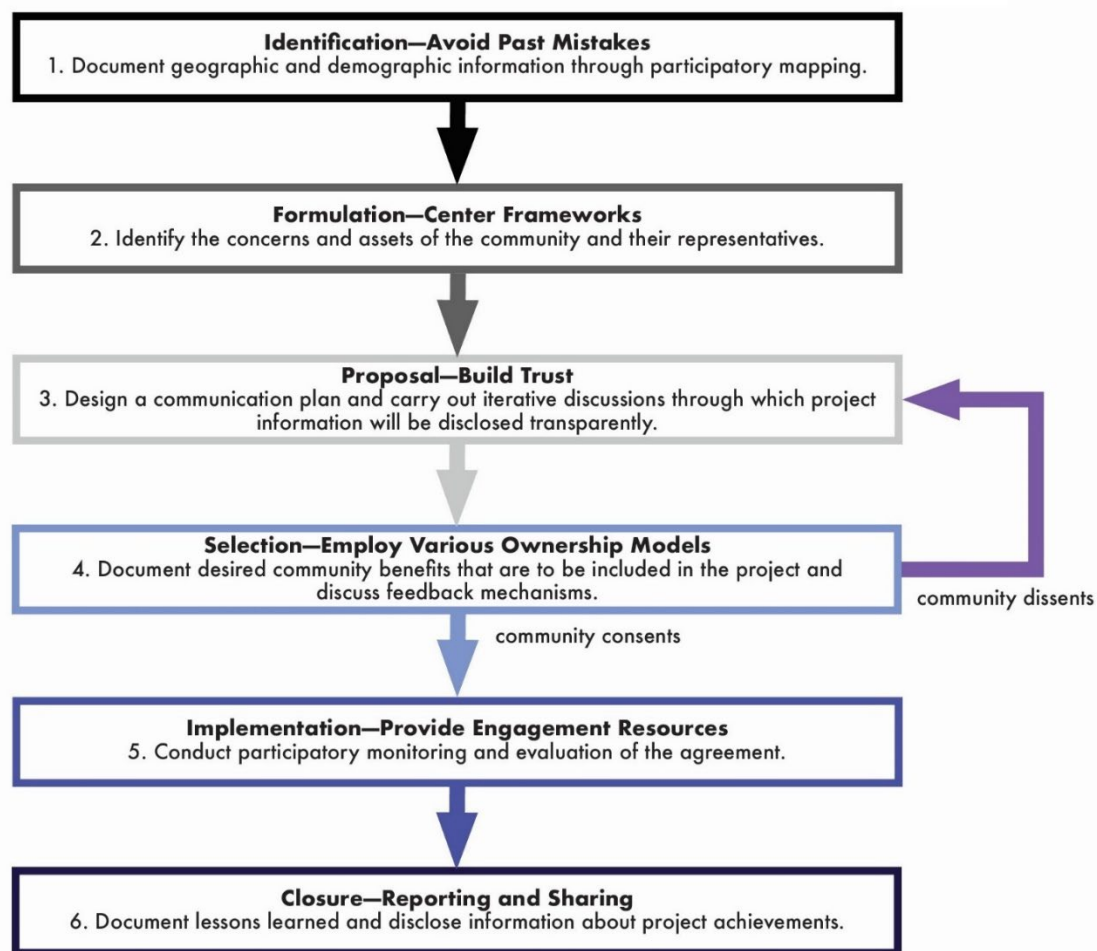 Identification—Avoid Past Mistakes
1. Document geographic and demographic information through participatory mapping.
Formulation—Center Frameworks
2. Identify the concerns and assets of the community and their representatives.
Proposal—Build Trust
3. Design a communication plan and carry out iterative discussions through which project
information will be disclosed transparently.
Selection—Employ Various Ownership Models
4. Document desired community benefits that are to be included in the project and
discuss feedback mechanisms.
community dissents
community consents
Implementation—Provide Engagement Resources
5. Conduct participatory monitoring and evaluation of the agreement.
Closure—Reporting and Sharing
6. Document lessons learned and disclose information about project achievements.